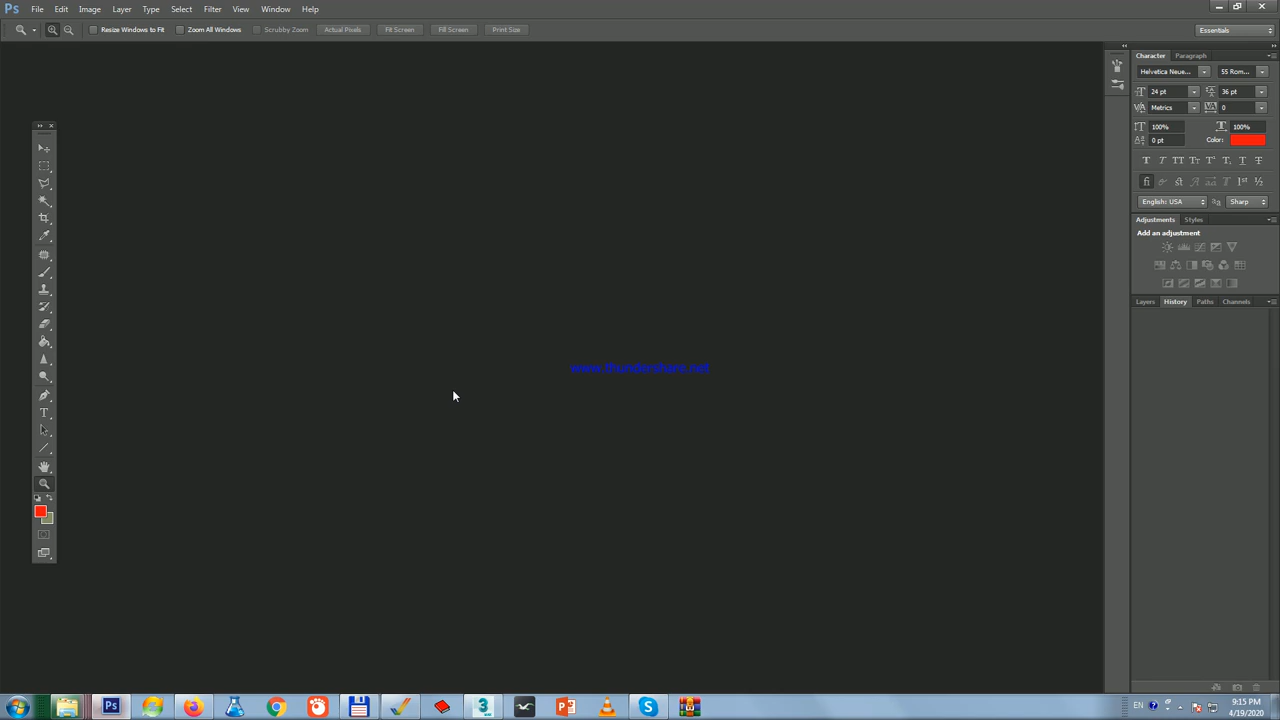 Ps File Edit Image Layer Type Select Filter View Window Help
Resize Windows to Fit Zoom All Windows Scrubby Zoom Actual Pixels Fit Screen Fill Screen Print Size Essentials
Character Paragraph
Helvetica Neue... 55 Rom...
24 pt 36 pt
Metrics 0
100% 100%
0 pt Color:
English: USA Sharp
Adjustments Styles
Add an adjustment
Layers History Paths Channels
www.thundershare.net
EN 9:15 PM
4/19/2020